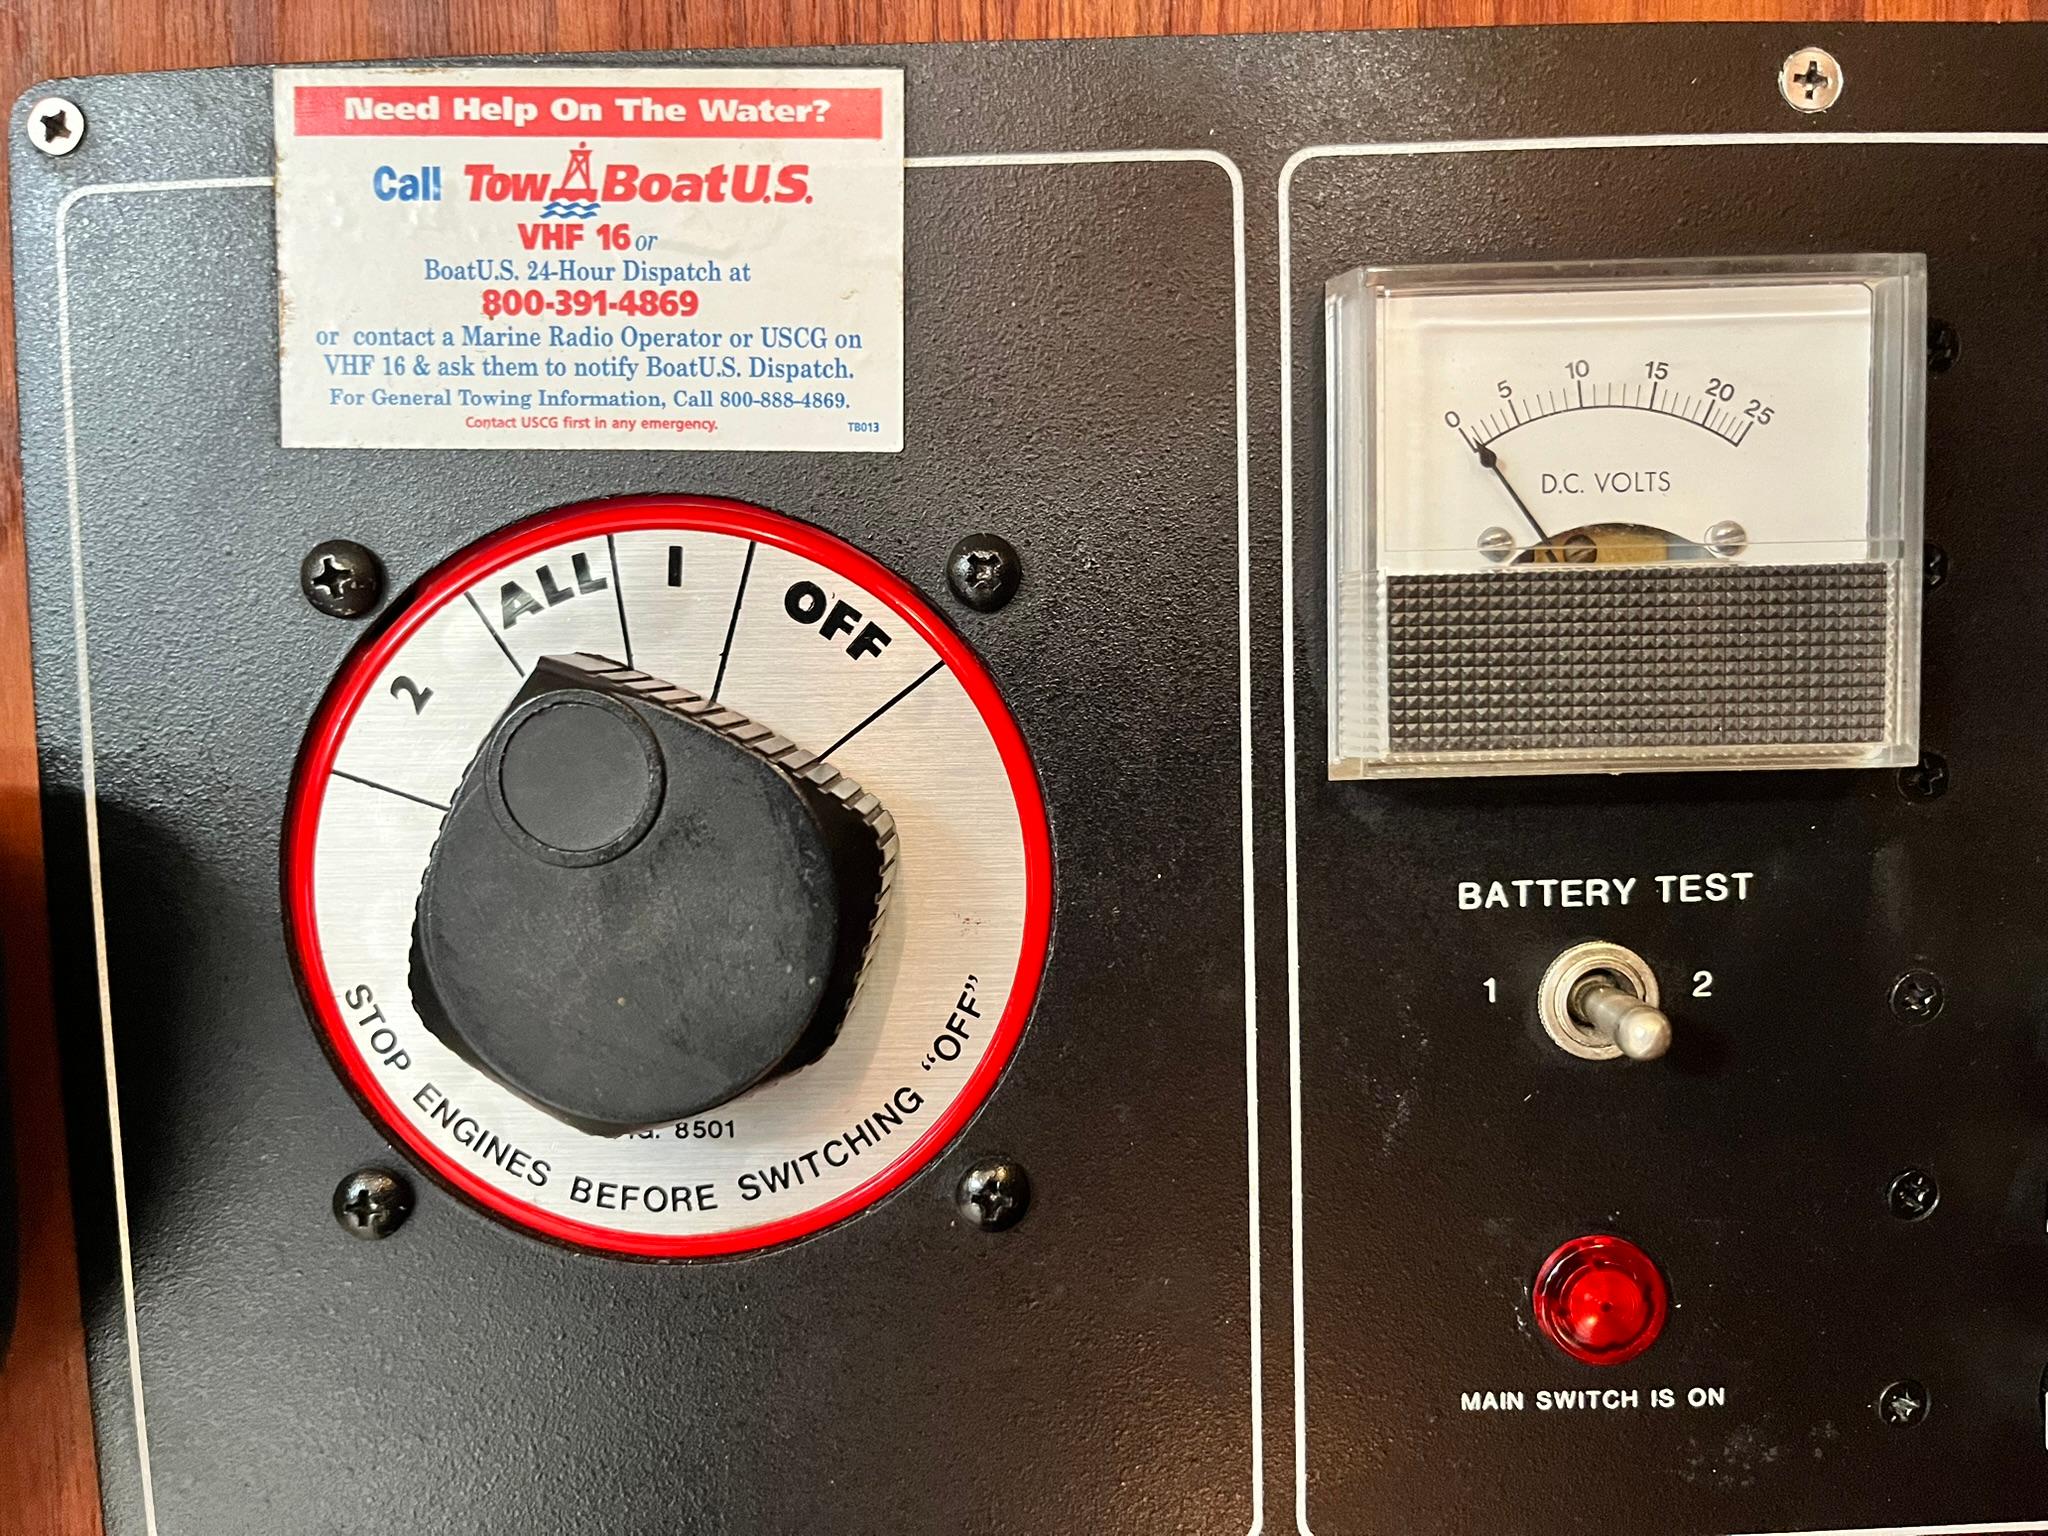 Need Help On The Water?
Call Tow BoatU.S.
VHF 16 or
BoatU.S. 24-Hour Dispatch at
800-391-4869
or contact a Marine Radio Operator or USCG on
VHF 16 & ask them to notify BoatU.S. Dispatch.
For General Towing Information, Call 800-888-4869.
Contact USCG first in any emergency.
TB013
2 ALL 1 OFF
8501
STOP ENGINES BEFORE SWITCHING “OFF”
0 5 10 15 20 25
D.C. VOLTS
BATTERY TEST
1 2
MAIN SWITCH IS ON